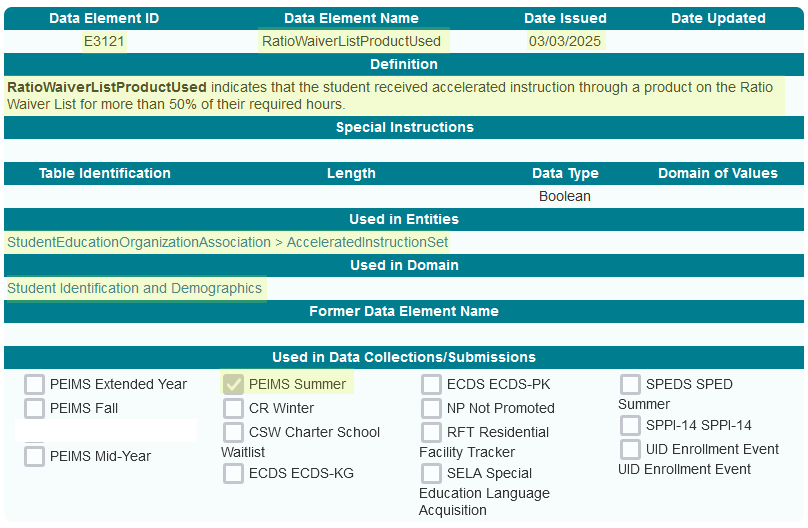 Data Element ID Data Element Name Date Issued Date Updated
E3121 RatioWaiverListProductUsed 03/03/2025
Definition
RatioWaiverListProductUsed indicates that the student received accelerated instruction through a product on the Ratio
Waiver List for more than 50% of their required hours.
Special Instructions
Table Identification Length Data Type Domain of Values
Boolean
Used in Entities
StudentEducationOrganizationAssociation > AcceleratedInstructionSet
Used in Domain
Student Identification and Demographics
Former Data Element Name
Used in Data Collections/Submissions
PEIMS Extended Year
PEIMS Fall
PEIMS Mid-Year
PEIMS Summer
CR Winter
CSW Charter School
Waitlist
ECDS ECDS-KG
ECDS ECDS-PK
NP Not Promoted
RFT Residential
Facility Tracker
SELA Special
Education Language
Acquisition
SPEDS SPED
Summer
SPPI-14 SPPI-14
UID Enrollment Event
UID Enrollment Event